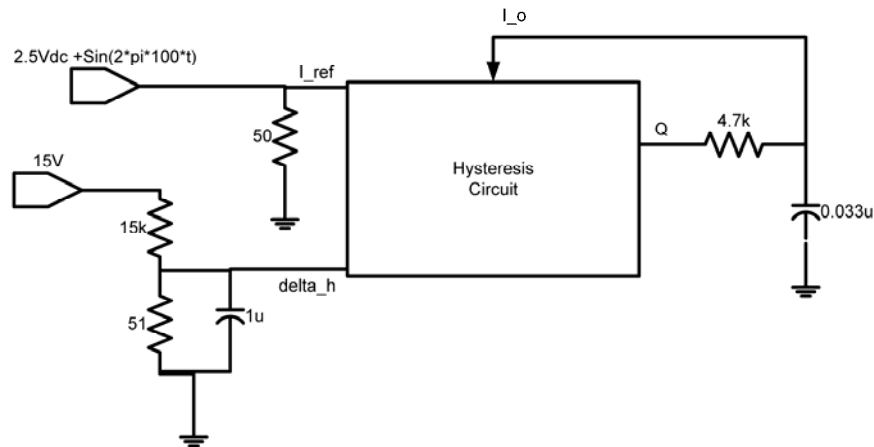 I_o
2.5Vdc +Sin(2*pi*100*t)
I_ref
50
4.7k
Q
Hysteresis
Circuit
15V
15k
0.033u
delta_h
51
1u